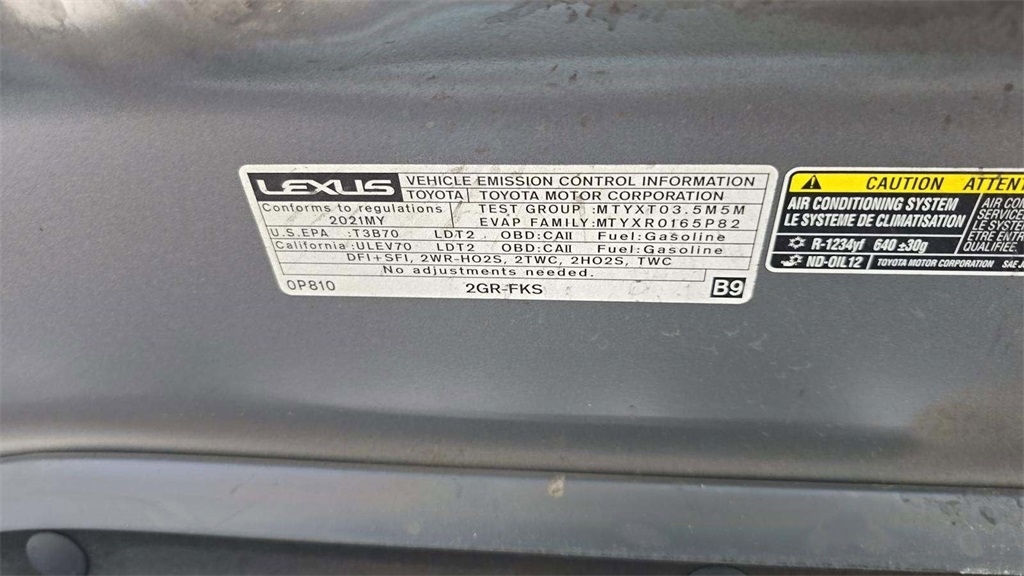 LEXUS
VEHICLE EMISSION CONTROL INFORMATION
TOYOTA TOYOTA MOTOR CORPORATION
Conforms to regulations
2021MY
TEST GROUP :MTYXT03.5M5M
EVAP FAMILY:MTYXR0165P82
U.S.EPA :T3B70 LDT2 OBD:CAII Fuel:Gasoline
California:ULEV70 LDT2 OBD:CAII Fuel:Gasoline
DFI+SFI, 2WR-HO2S, 2TWC, 2HO2S, TWC
No adjustments needed.
0P810 2GR-FKS B9
CAUTION
AIR CONDITIONING SYSTEM
LE SYSTEME DE CLIMATISATION
R-1234yf 640 ±30g
ND-OIL12 TOYOTA MOTOR CORPORATION SAE
AIR
QUALIFIE.